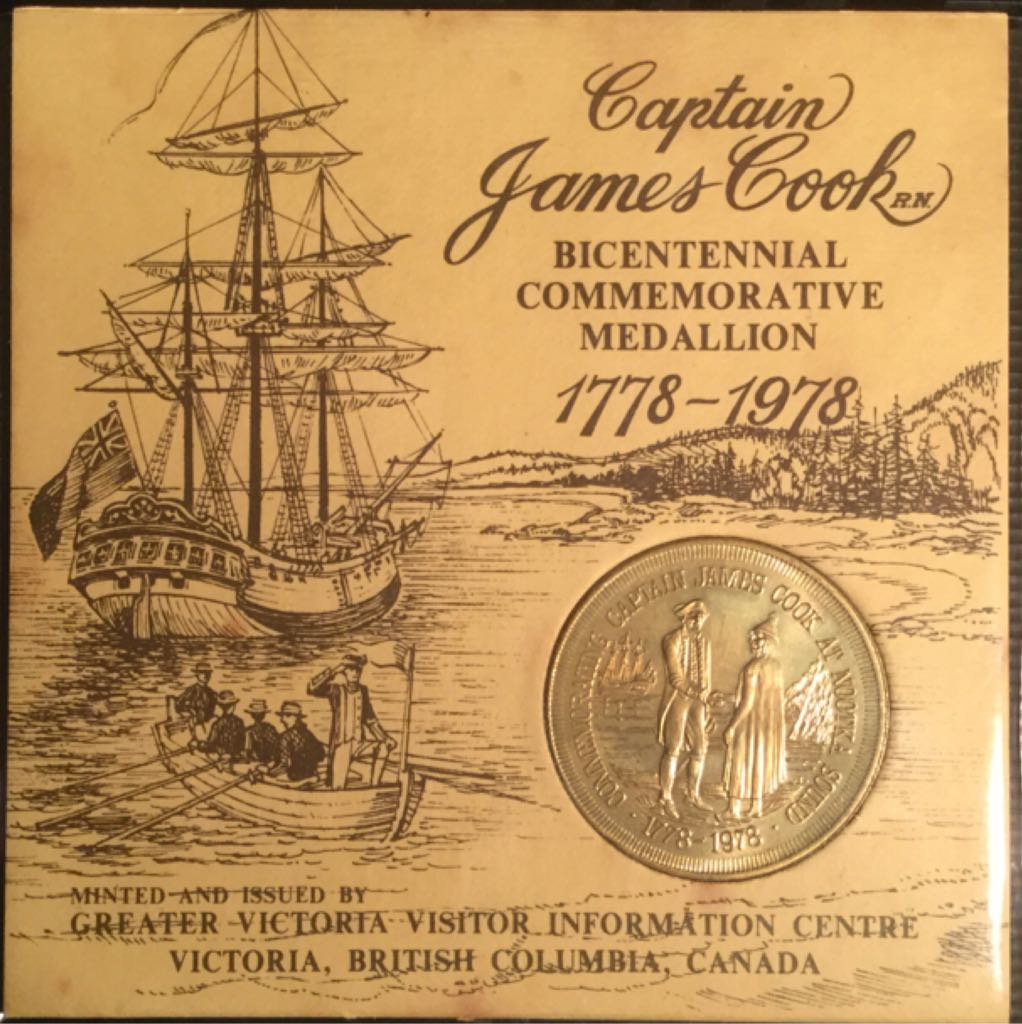 Captain
James Cook R.N.
BICENTENNIAL
COMMEMORATIVE
MEDALLION
1778-1978
COMMEMORATING CAPTAIN JAMES COOK AT NOOTKA SOUND
· 1778-1978 ·
MINTED AND ISSUED BY
GREATER VICTORIA VISITOR INFORMATION CENTRE
VICTORIA, BRITISH COLUMBIA, CANADA